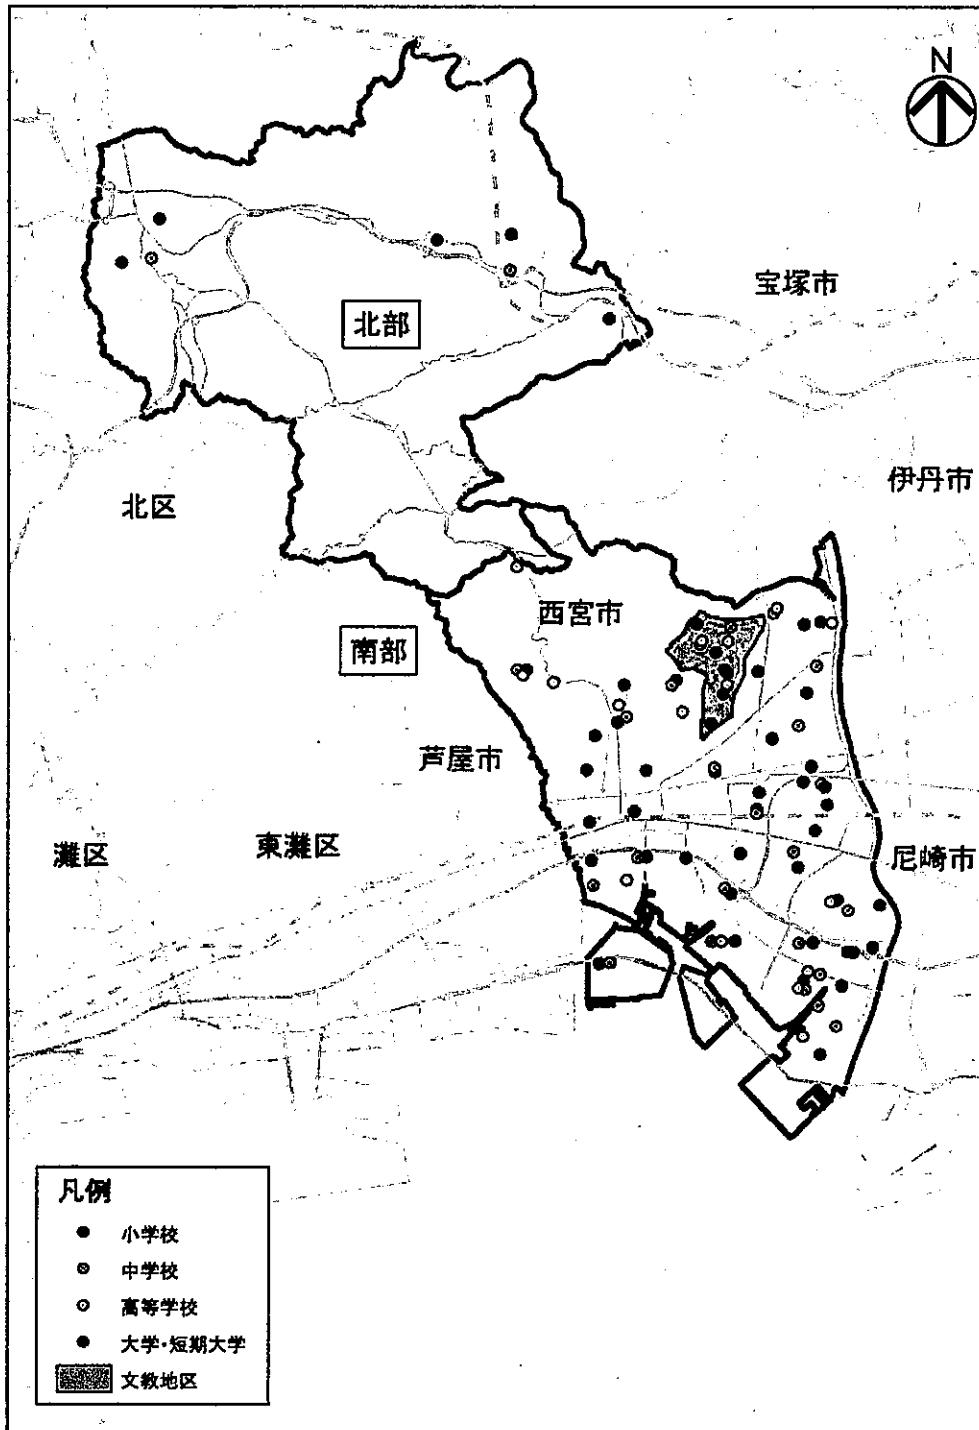 N
宝塚市
北部
伊丹市
北区
西宮市
南部
芦屋市
灘区
東灘区
尼崎市
凡例
小学校
中学校
高等学校
大学・短期大学
文教地区